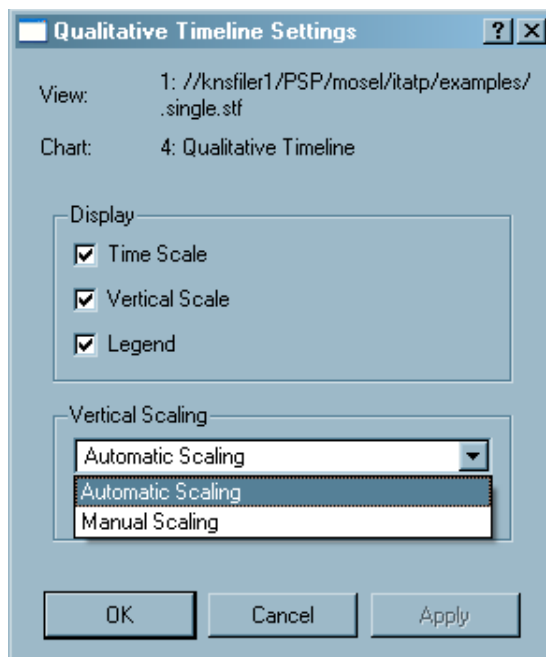 Qualitative Timeline Settings
View: 1: //knsfiler1/PSP/mosel/itatp/examples/
.single.stf
Chart: 4: Qualitative Timeline
Display
Time Scale
Vertical Scale
Legend
Vertical Scaling
Automatic Scaling
Automatic Scaling
Manual Scaling
OK Cancel Apply